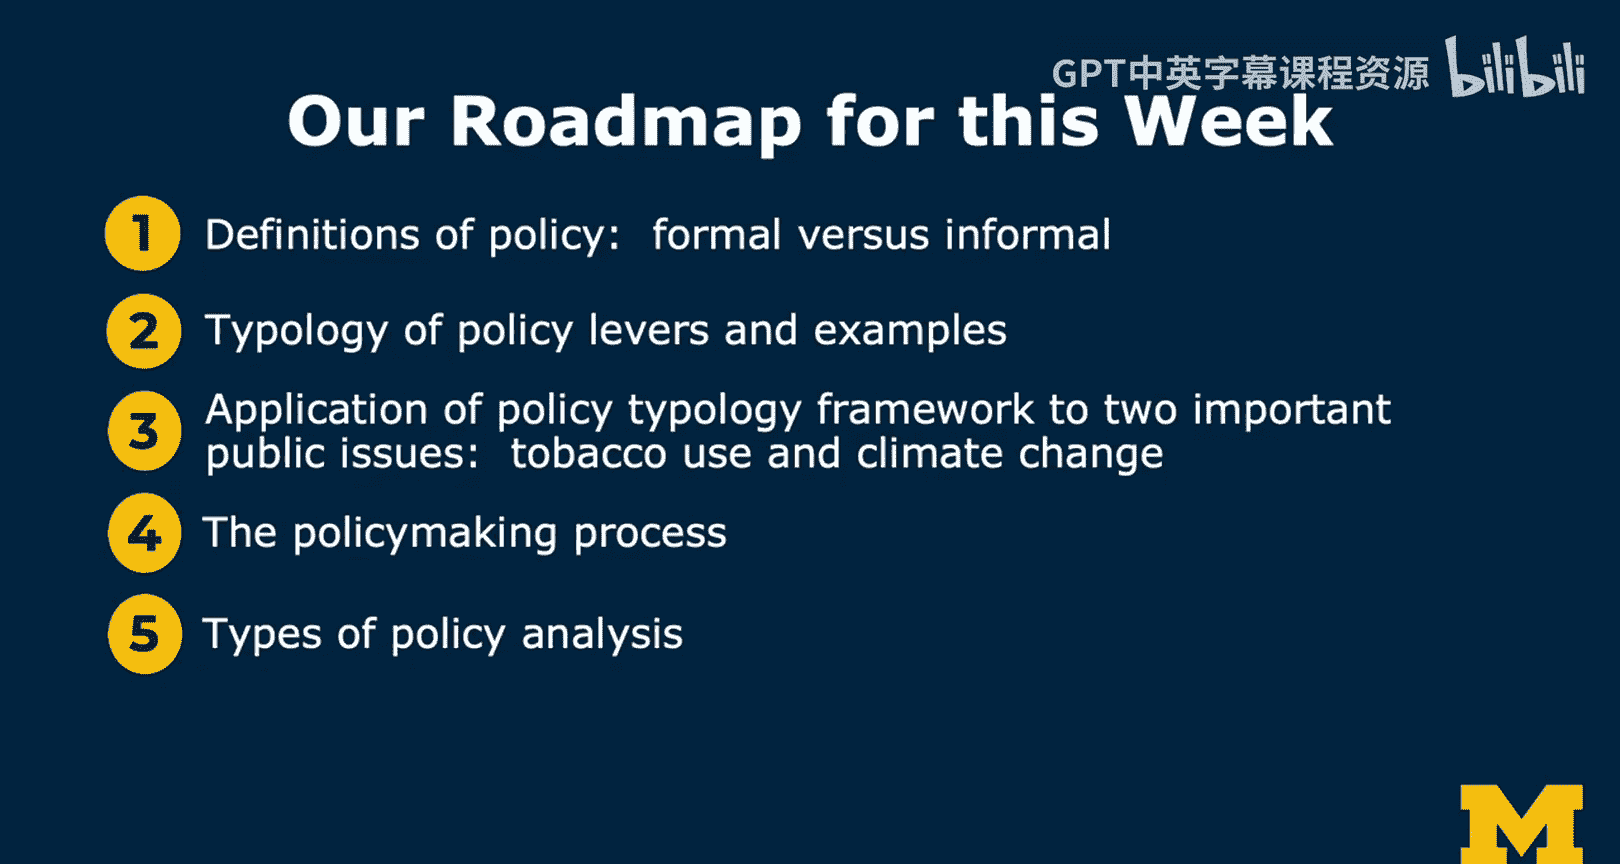 GPT中英字幕课程资源 bilibili
Our Roadmap for this Week
1 Definitions of policy: formal versus informal
2 Typology of policy levers and examples
3 Application of policy typology framework to two important
public issues: tobacco use and climate change
4 The policymaking process
5 Types of policy analysis
M